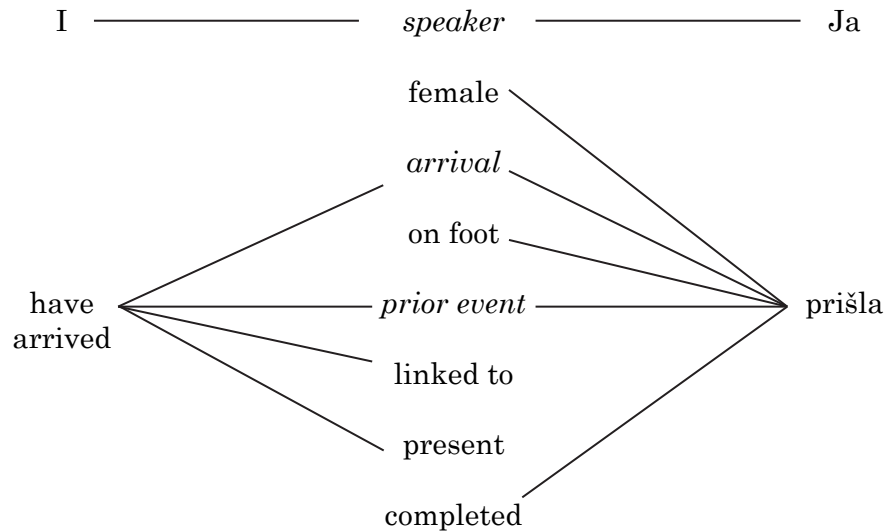 I speaker Ja
female
arrival
on foot
have arrived prior event prišla
linked to
present
completed